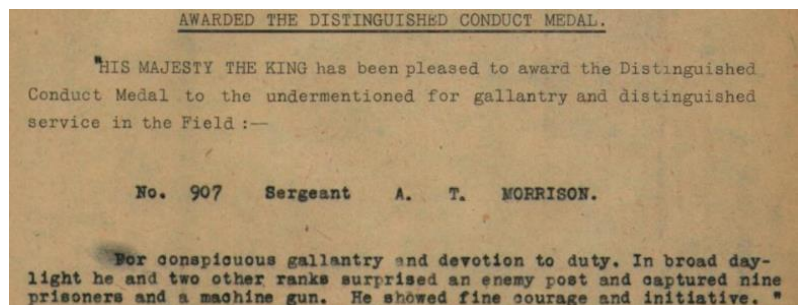 AWARDED THE DISTINGUISHED CONDUCT MEDAL.
"HIS MAJESTY THE KING has been pleased to award the Distinguished
Conduct Medal to the undermentioned for gallantry and distinguished
service in the Field :—
No. 907 Sergeant A. T. MORRISON.
For conspicuous gallantry and devotion to duty. In broad day-
light he and two other ranks surprised an enemy post and captured nine
prisoners and a machine gun. He showed fine courage and initiative. "